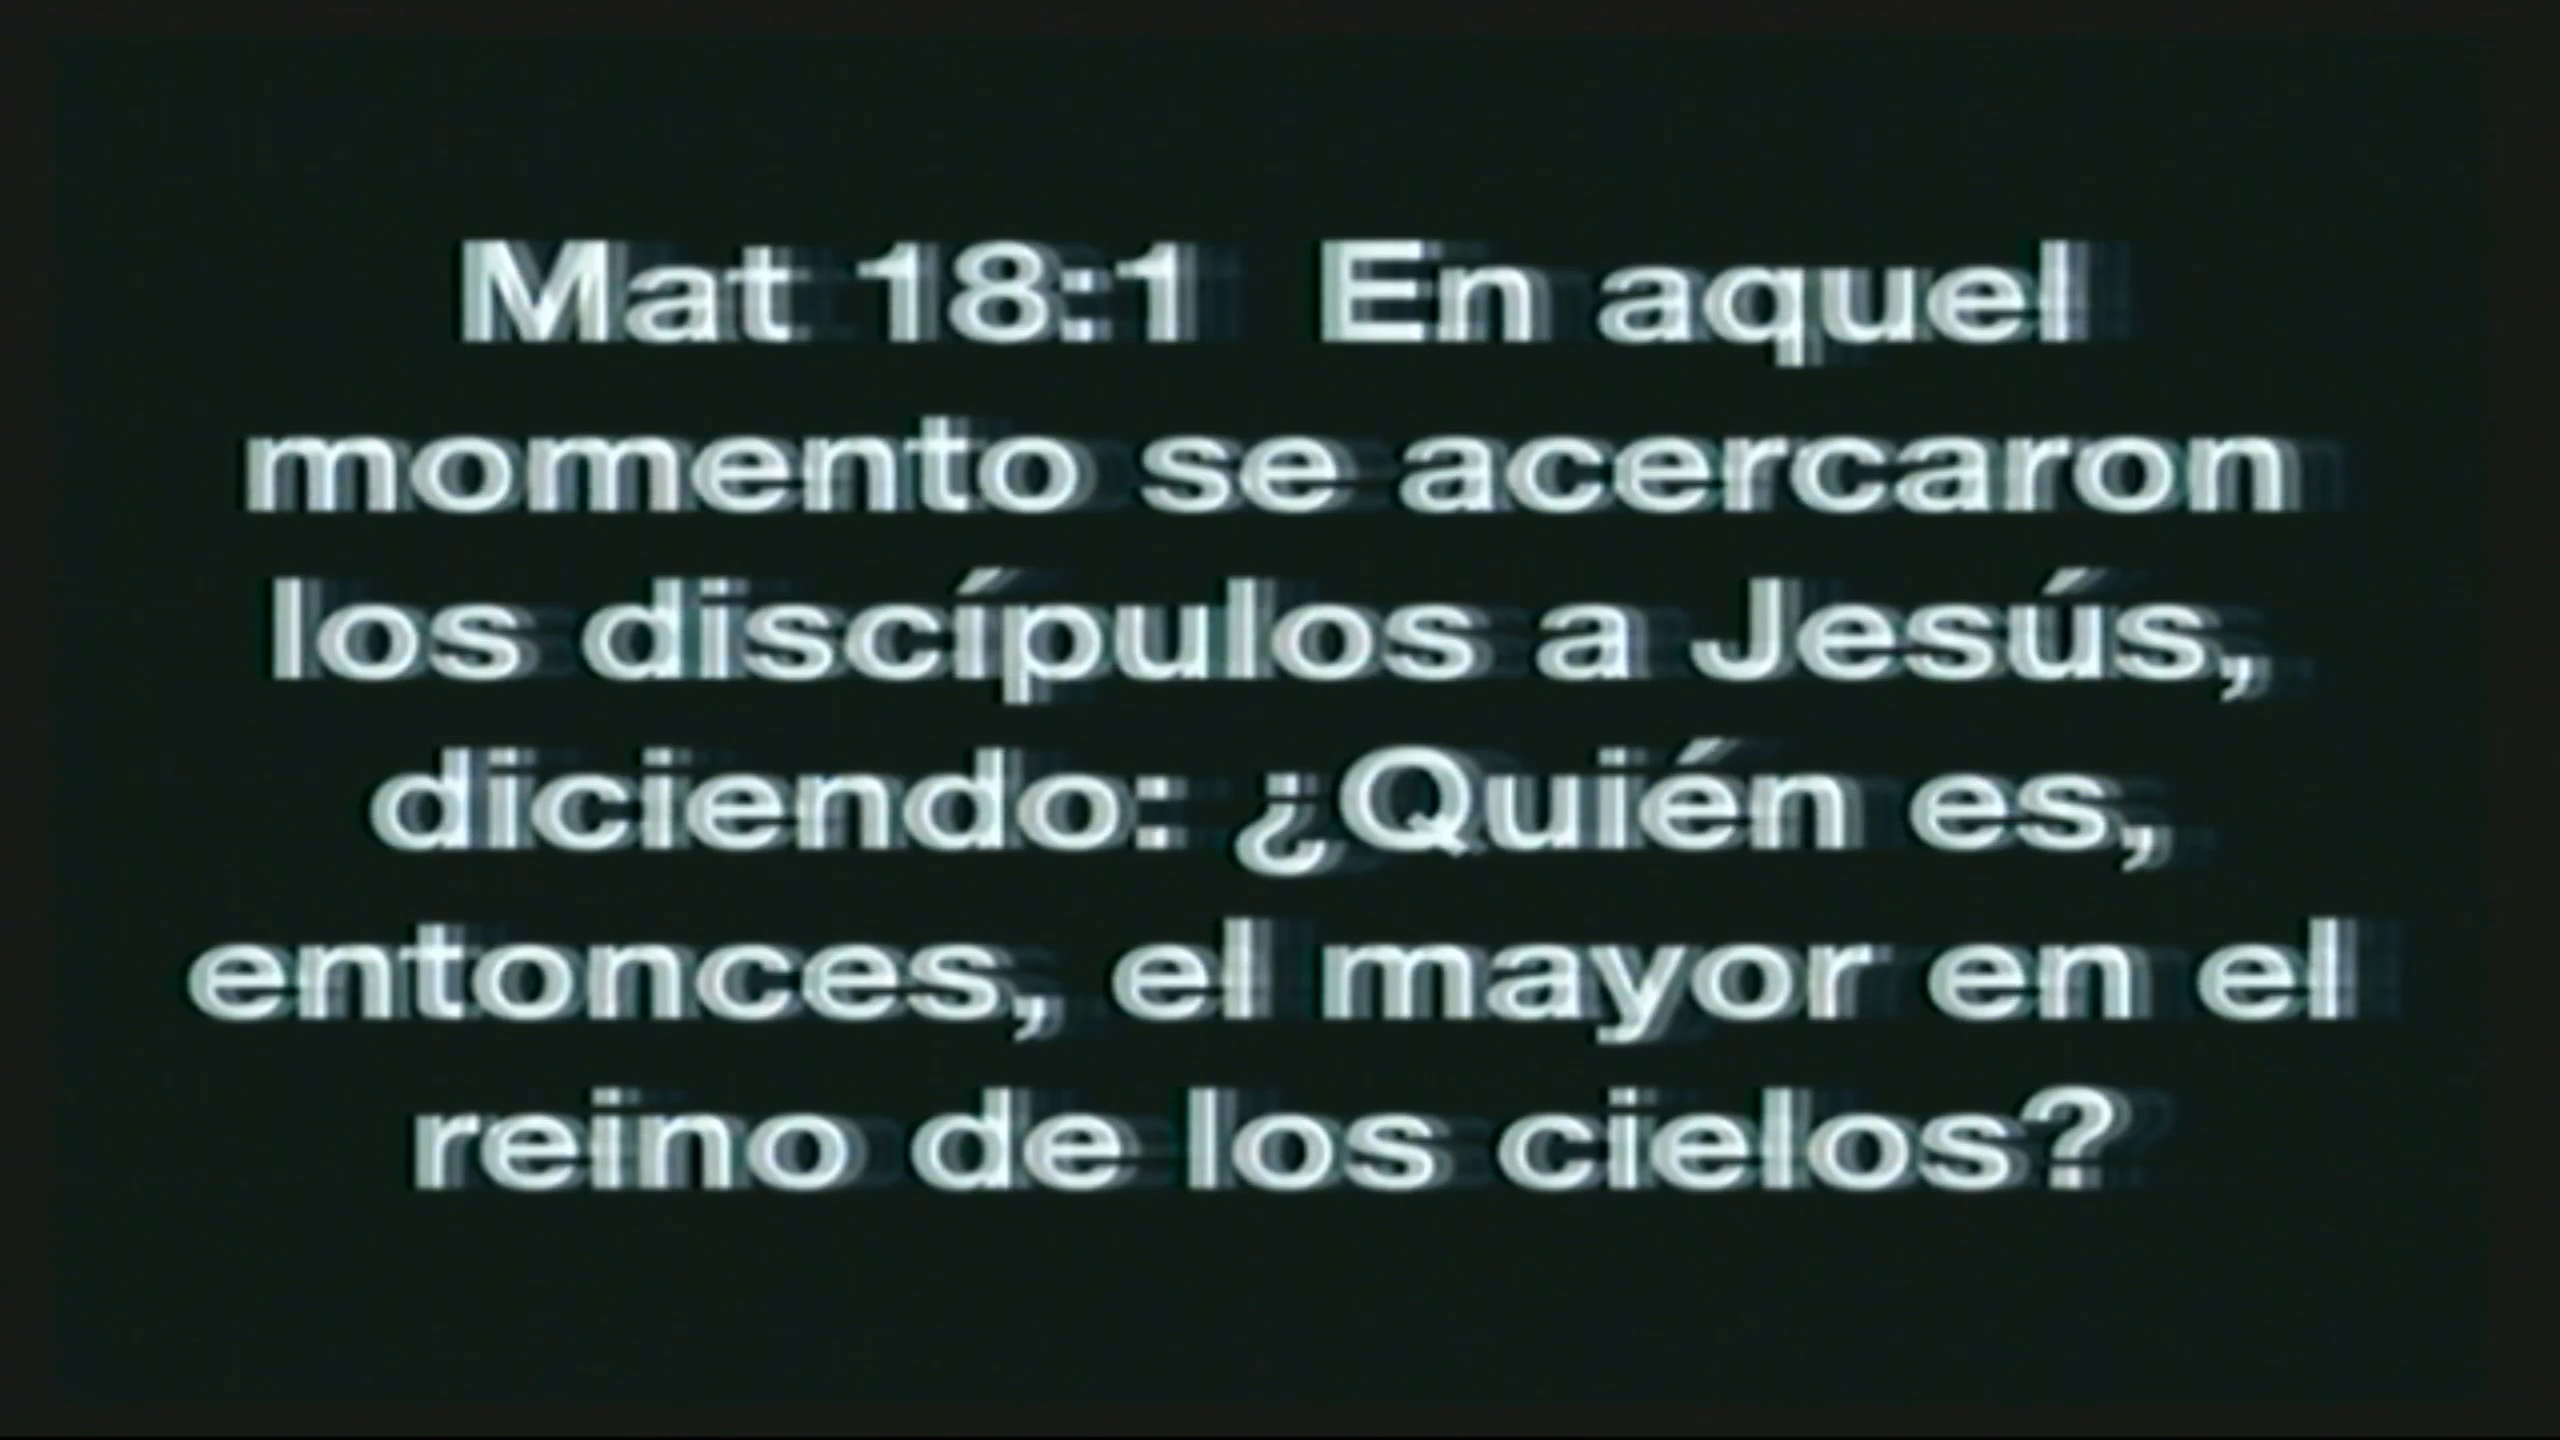 Mat 18:1  En aquel
momento se acercaron
los discípulos a Jesús,
diciendo: ¿Quién es,
entonces, el mayor en el
reino de los cielos?